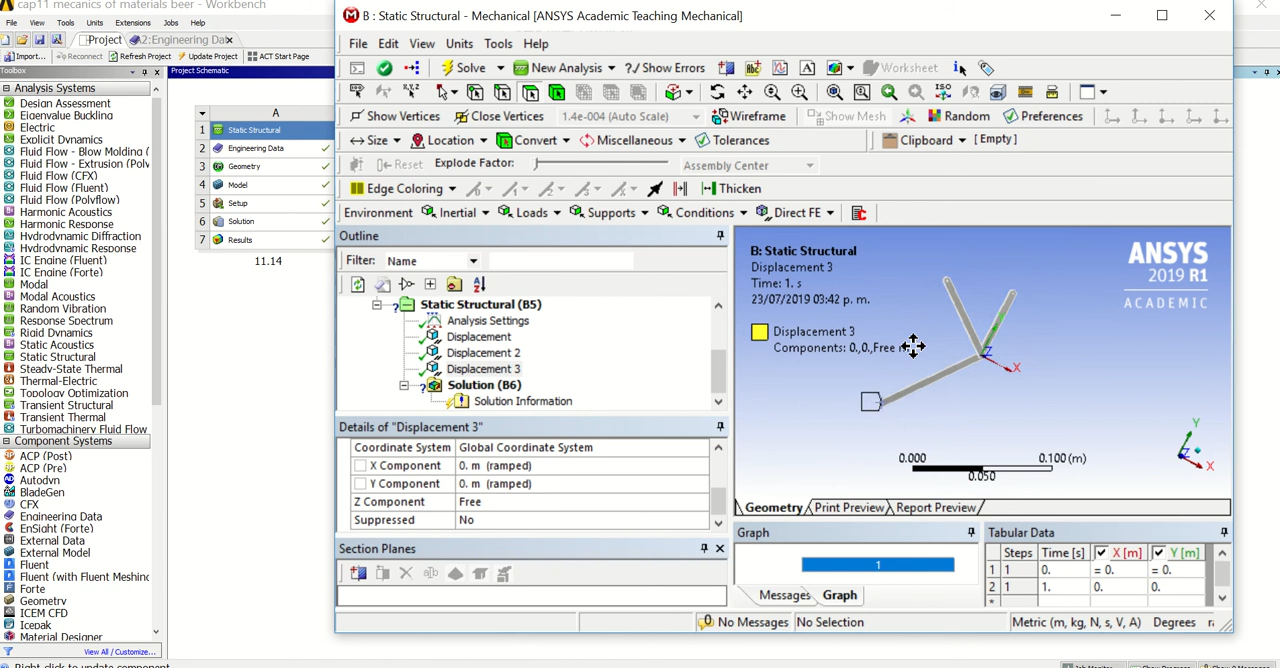 cap11 mechanics of materials beer - Workbench
File View Tools Units Extensions Jobs Help
Project A2:Engineering Data
Import... Reconnect Refresh Project Update Project ACT Start Page
Toolbox
Project Schematic
Analysis Systems
Design Assessment
Eigenvalue Buckling
Electric
Explicit Dynamics
Fluid Flow - Blow Molding (
Fluid Flow - Extrusion (Poly
Fluid Flow (CFX)
Fluid Flow (Fluent)
Fluid Flow (Polyflow)
Harmonic Acoustics
Harmonic Response
Hydrodynamic Diffraction
Hydrodynamic Response
IC Engine (Fluent)
IC Engine (Forte)
Modal
Modal Acoustics
Random Vibration
Response Spectrum
Rigid Dynamics
Static Acoustics
Static Structural
Steady-State Thermal
Thermal-Electric
Topology Optimization
Transient Structural
Transient Thermal
Turbomachinery Fluid Flow
Component Systems
ACP (Post)
ACP (Pre)
Autodyn
BladeGen
CFX
Engineering Data
EnSight (Forte)
External Data
External Model
Fluent
Fluent (with Fluent Meshing
Forte
Geometry
ICEM CFD
Icepak
Material Designer
View All / Customize...
Right-click to update component
A
1 Static Structural
2 Engineering Data
3 Geometry
4 Model
5 Setup
6 Solution
7 Results
11.14
B : Static Structural - Mechanical [ANSYS Academic Teaching Mechanical]
File Edit View Units Tools Help
Solve New Analysis ?/ Show Errors Worksheet
Show Vertices Close Vertices 1.4e-004 (Auto Scale) Wireframe Show Mesh Random Preferences
Size Location Convert Miscellaneous Tolerances Clipboard [ Empty ]
Reset Explode Factor: Assembly Center
Edge Coloring Thicken
Environment Inertial Loads Supports Conditions Direct FE
Outline
Filter: Name
Static Structural (B5)
Analysis Settings
Displacement
Displacement 2
Displacement 3
Solution (B6)
Solution Information
Details of "Displacement 3"
Coordinate System Global Coordinate System
X Component 0. m (ramped)
Y Component 0. m (ramped)
Z Component Free
Suppressed No
Section Planes
B: Static Structural
Displacement 3
Time: 1. s
23/07/2019 03:42 p. m.
Displacement 3
Components: 0.,0.,Free
ANSYS
2019 R1
ACADEMIC
Z
X
Y
Z
X
0.000 0.100 (m)
0.050
Geometry Print Preview Report Preview
Graph
1
Messages Graph
Tabular Data
Steps Time [s] X [m] Y [m]
1 1 0. = 0. = 0.
2 1 1. 0. 0.
*
0 No Messages No Selection Metric (m, kg, N, s, V, A) Degrees